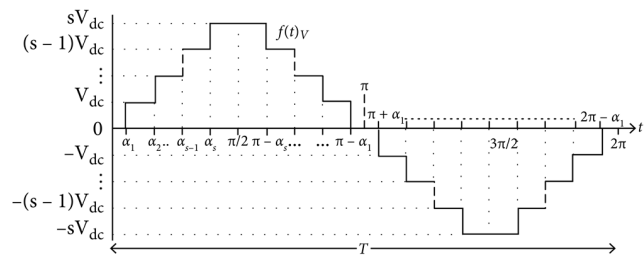 sV_dc
f(t)_V
(s – 1)V_dc
⋮
π
V_dc
π + α_1
2π – α_1
0
t
α_1 α_2.. α_{s–1} α_s π/2 π – α_s... ... π – α_1
3π/2
2π
–V_dc
⋮
–(s – 1)V_dc
–sV_dc
T